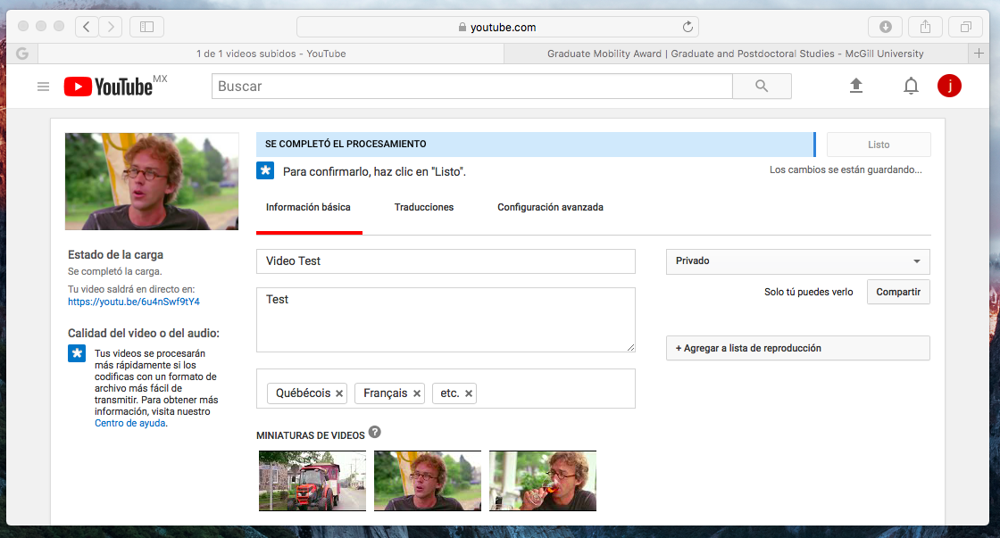 youtube.com
G
1 de 1 videos subidos - YouTube
Graduate Mobility Award | Graduate and Postdoctoral Studies - McGill University
YouTube MX
Buscar
j
SE COMPLETÓ EL PROCESAMIENTO
Listo
Para confirmarlo, haz clic en "Listo".
Los cambios se están guardando...
Información básica
Traducciones
Configuración avanzada
Estado de la carga
Se completó la carga.
Tu video saldrá en directo en:
https://youtu.be/6u4nSwf9tY4
Calidad del video o del audio:
Tus videos se procesarán
más rápidamente si los
codificas con un formato de
archivo más fácil de
transmitir. Para obtener más
información, visita nuestro
Centro de ayuda.
Video Test
Test
Québécois ×
Français ×
etc. ×
MINIATURAS DE VIDEOS ?
Privado
Solo tú puedes verlo
Compartir
+ Agregar a lista de reproducción